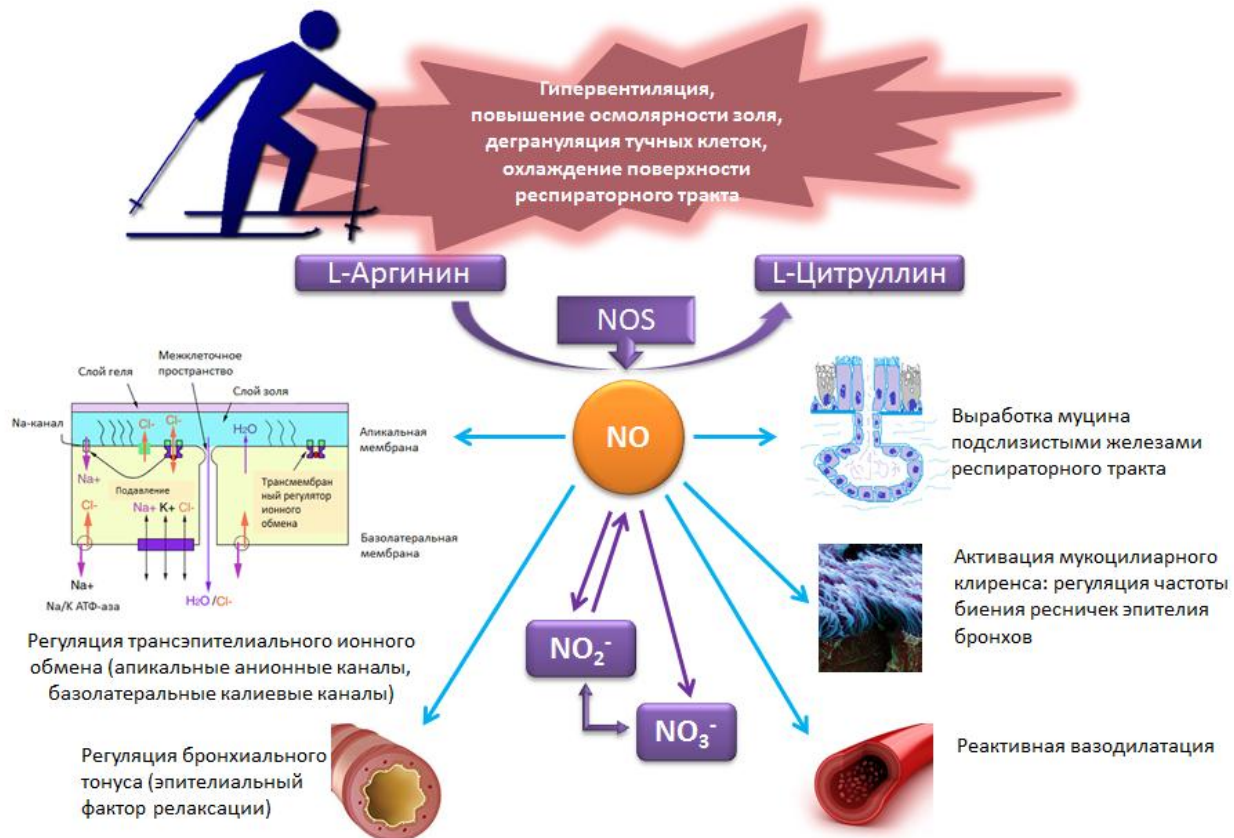 Гипервентиляция,
повышение осмолярности золя,
дегрануляция тучных клеток,
охлаждение поверхности
респираторного тракта
L-Аргинин
L-Цитруллин
NOS
NO
Межклеточное
пространство
Слой геля
Слой золя
Na-канал
Cl-
Cl-
H2O
Апикальная
мембрана
Na+
Подавление
Трансмембран
ный регулятор
ионного
обмена
Cl-
Na+ K+ Cl-
Cl-
Базолатеральная
мембрана
Na+
Na/K АТФ-аза
H2O/Cl-
Регуляция трансэпителиального ионного
обмена (апикальные анионные каналы,
базолатеральные калиевые каналы)
Регуляция бронхиального
тонуса (эпителиальный
фактор релаксации)
NO₂⁻
NO₃⁻
Выработка муцина
подслизистыми железами
респираторного тракта
Активация мукоцилиарного
клиренса: регуляция частоты
биения ресничек эпителия
бронхов
Реактивная вазодилатация